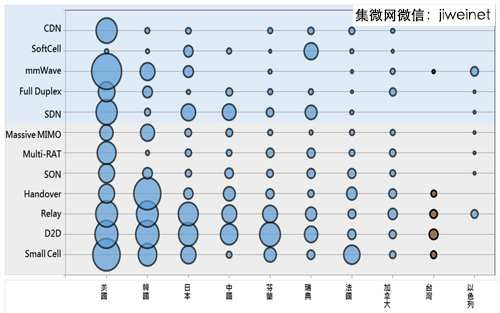 集微网微信：jiweinet
CDN
SoftCell
mmWave
Full Duplex
SDN
Massive MIMO
Multi-RAT
SON
Handover
Relay
D2D
Small Cell
美國
韓國
日本
中國
芬蘭
瑞典
法國
加拿大
台灣
以色列